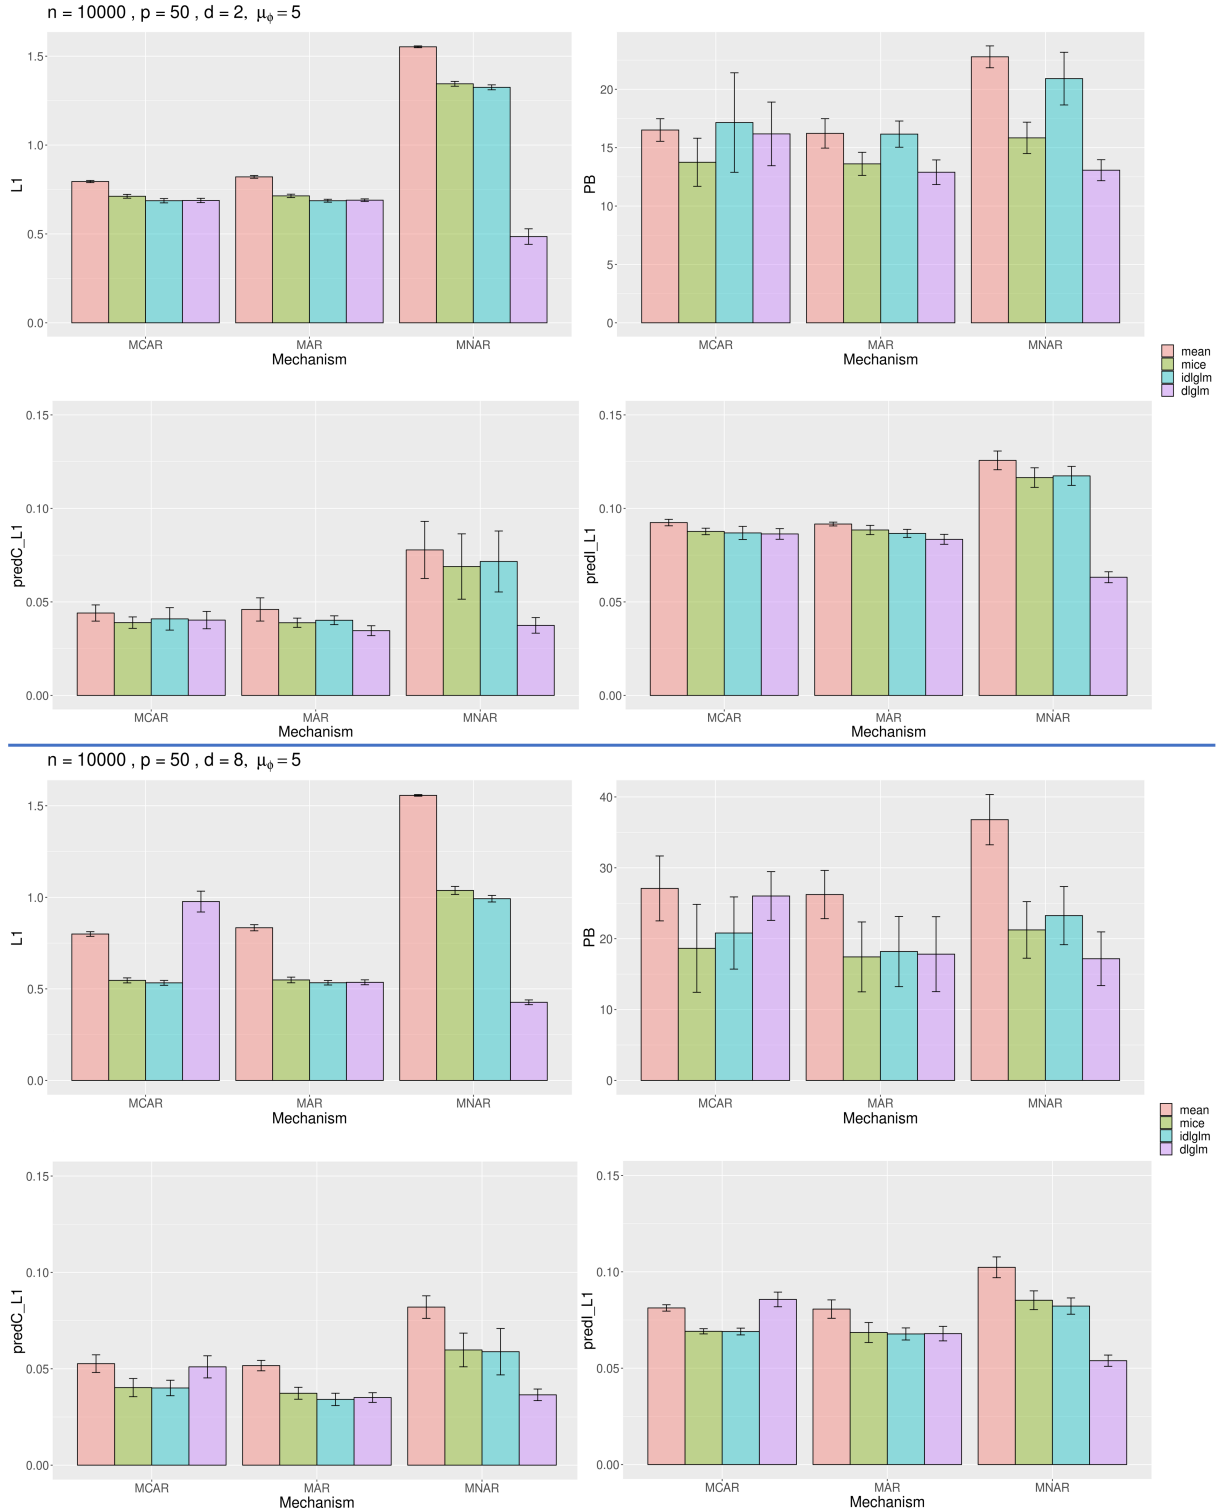 n = 10000 , p = 50 , d = 2, μϕ = 5
1.5
1.0
0.5
0.0
L1
MCAR
MAR
MNAR
Mechanism
20
15
10
5
0
PB
MCAR
MAR
MNAR
Mechanism
mean
mice
idlglm
dlglm
0.15
0.10
0.05
0.00
predC_L1
MCAR
MAR
MNAR
Mechanism
0.15
0.10
0.05
0.00
predI_L1
MCAR
MAR
MNAR
Mechanism
n = 10000 , p = 50 , d = 8, μϕ = 5
1.5
1.0
0.5
0.0
L1
MCAR
MAR
MNAR
Mechanism
40
30
20
10
0
PB
MCAR
MAR
MNAR
Mechanism
mean
mice
idlglm
dlglm
0.15
0.10
0.05
0.00
predC_L1
MCAR
MAR
MNAR
Mechanism
0.15
0.10
0.05
0.00
predI_L1
MCAR
MAR
MNAR
Mechanism